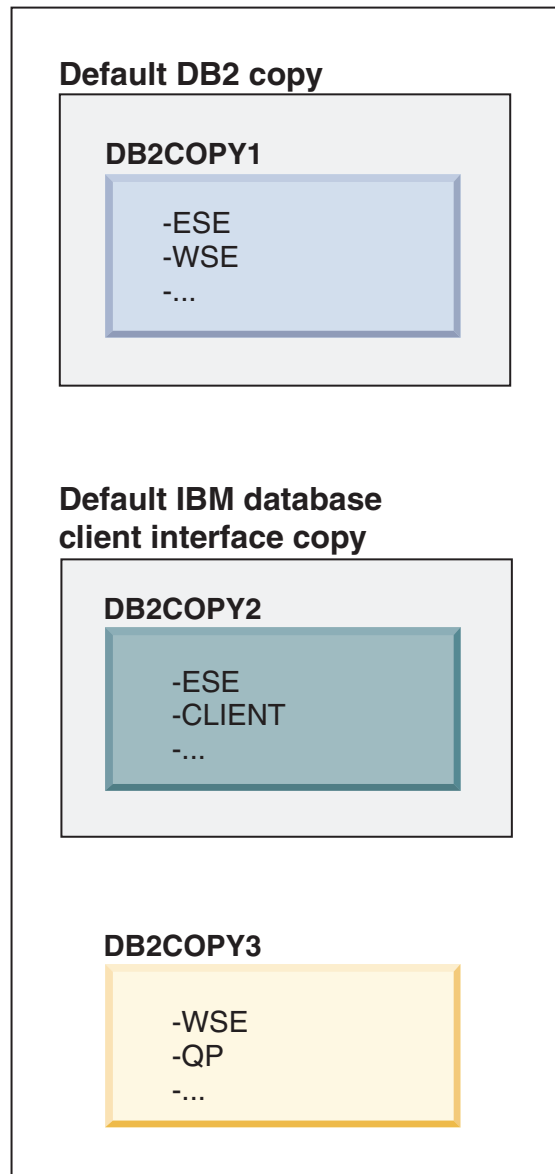 Default DB2 copy
DB2COPY1
-ESE
-WSE
-...
Default IBM database
client interface copy
DB2COPY2
-ESE
-CLIENT
-...
DB2COPY3
-WSE
-QP
-...